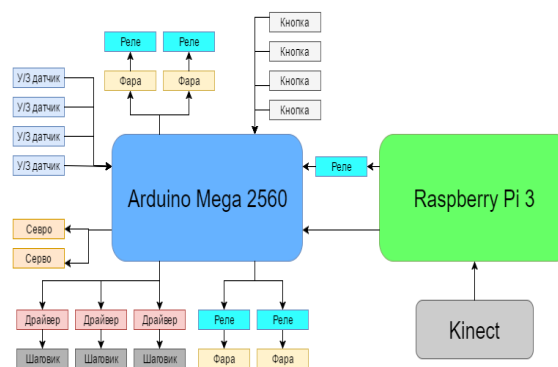 Реле
Реле
Кнопка
Кнопка
Кнопка
Кнопка
Фара
Фара
У/З датчик
У/З датчик
У/З датчик
У/З датчик
Реле
Arduino Mega 2560
Raspberry Pi 3
Севро
Серво
Драйвер
Драйвер
Драйвер
Реле
Реле
Шаговик
Шаговик
Шаговик
Фара
Фара
Kinect